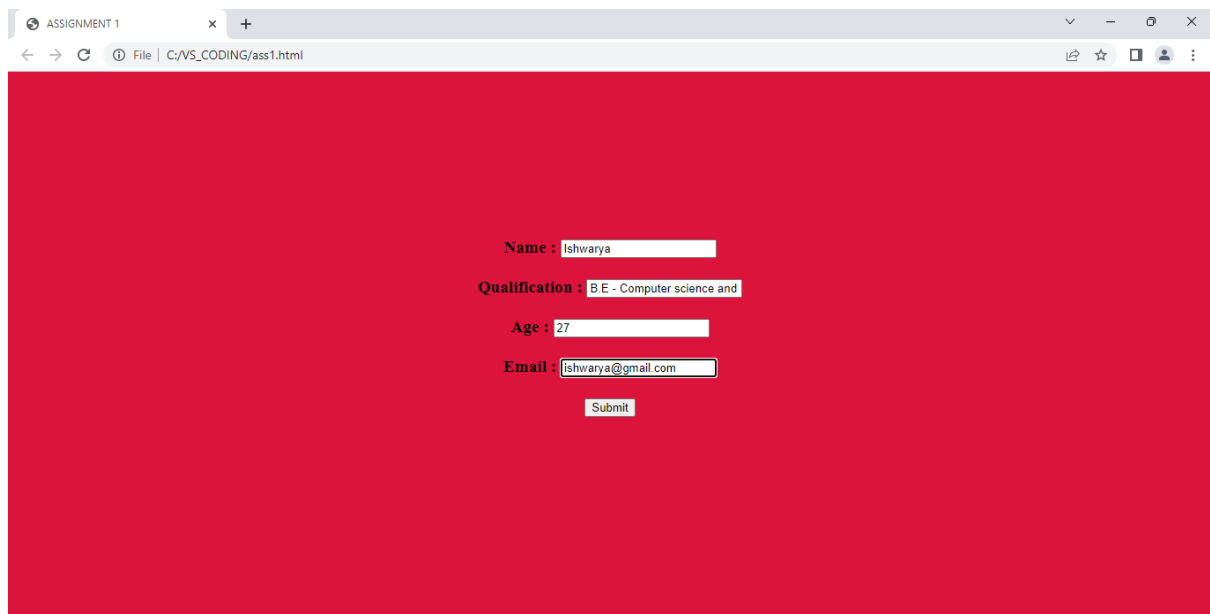 ASSIGNMENT 1
File | C:/VS_CODING/ass1.html
Name : Ishwarya
Qualification : B.E - Computer science and
Age : 27
Email : ishwarya@gmail.com
Submit